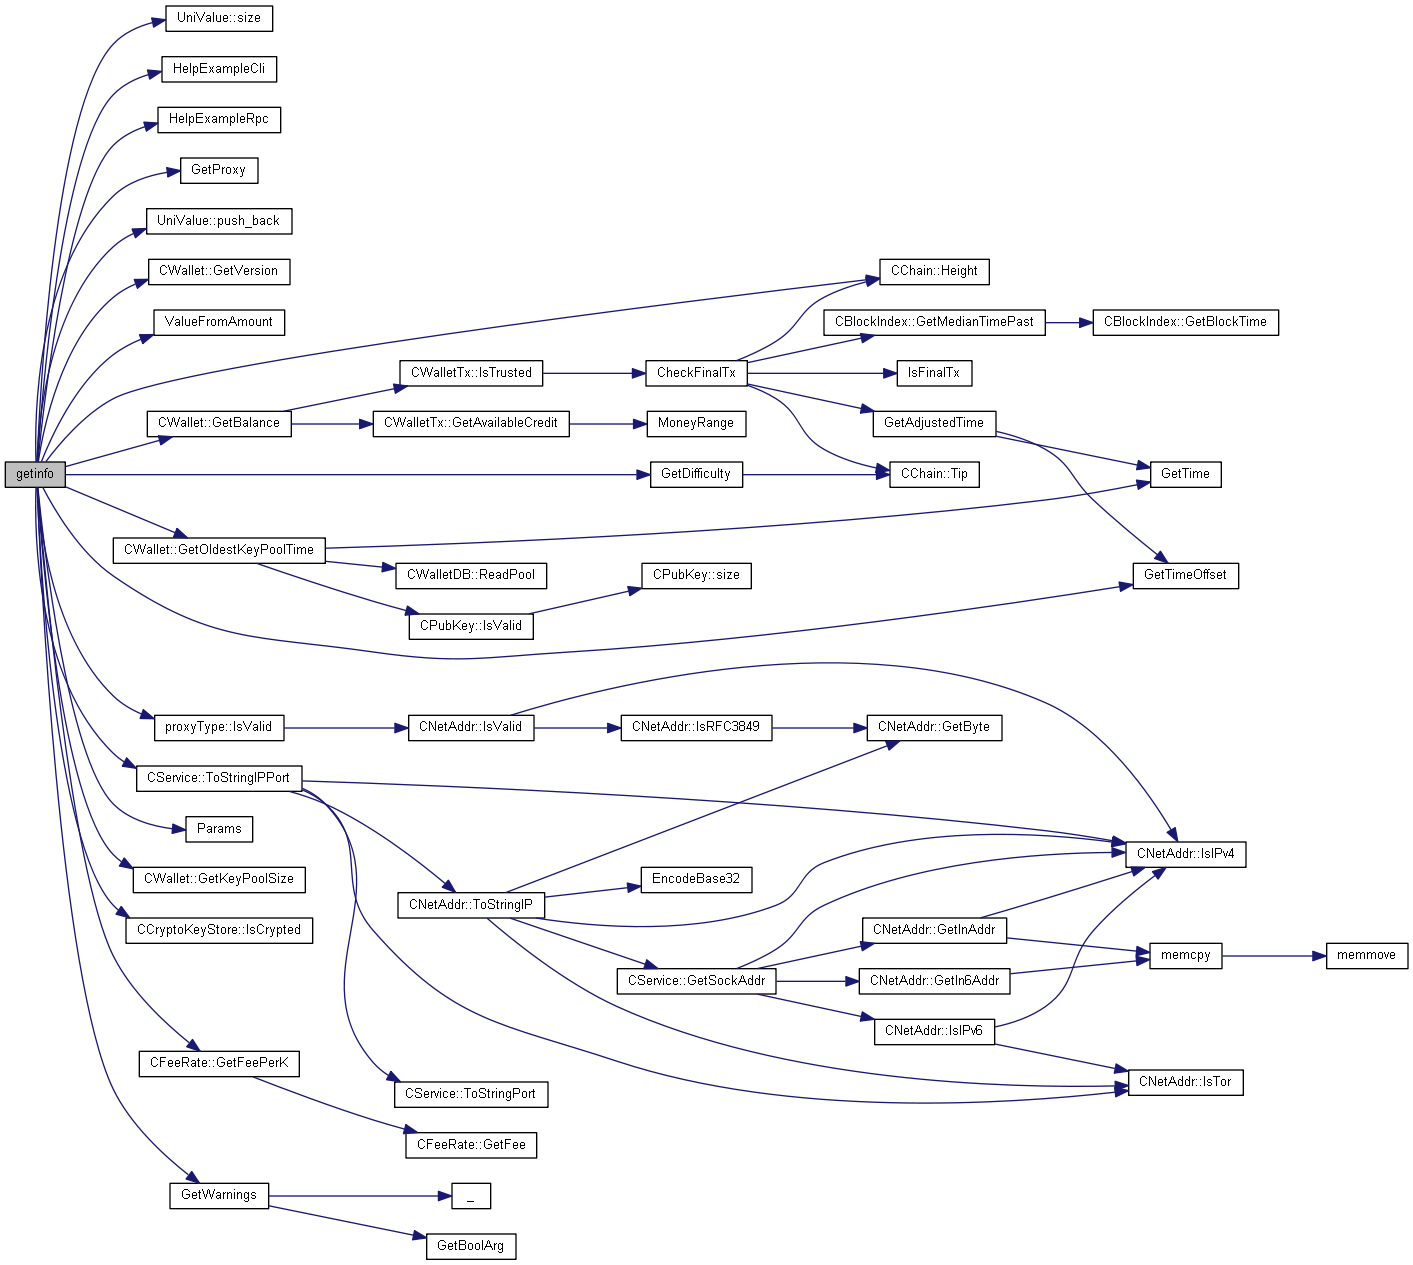 UniValue::size
HelpExampleCli
HelpExampleRpc
GetProxy
UniValue::push_back
CWallet::GetVersion
CChain::Height
ValueFromAmount
CBlockIndex::GetMedianTimePast
CBlockIndex::GetBlockTime
CWalletTx::IsTrusted
CheckFinalTx
IsFinalTx
CWallet::GetBalance
CWalletTx::GetAvailableCredit
MoneyRange
GetAdjustedTime
getinfo
GetDifficulty
CChain::Tip
GetTime
CWallet::GetOldestKeyPoolTime
CWalletDB::ReadPool
CPubKey::size
GetTimeOffset
CPubKey::IsValid
proxyType::IsValid
CNetAddr::IsValid
CNetAddr::IsRFC3849
CNetAddr::GetByte
CService::ToStringIPPort
Params
CNetAddr::IsIPv4
CWallet::GetKeyPoolSize
EncodeBase32
CNetAddr::ToStringIP
CCryptoKeyStore::IsCrypted
CNetAddr::GetInAddr
memcpy
memmove
CService::GetSockAddr
CNetAddr::GetIn6Addr
CNetAddr::IsIPv6
CFeeRate::GetFeePerK
CNetAddr::IsTor
CService::ToStringPort
CFeeRate::GetFee
GetWarnings
_
GetBoolArg